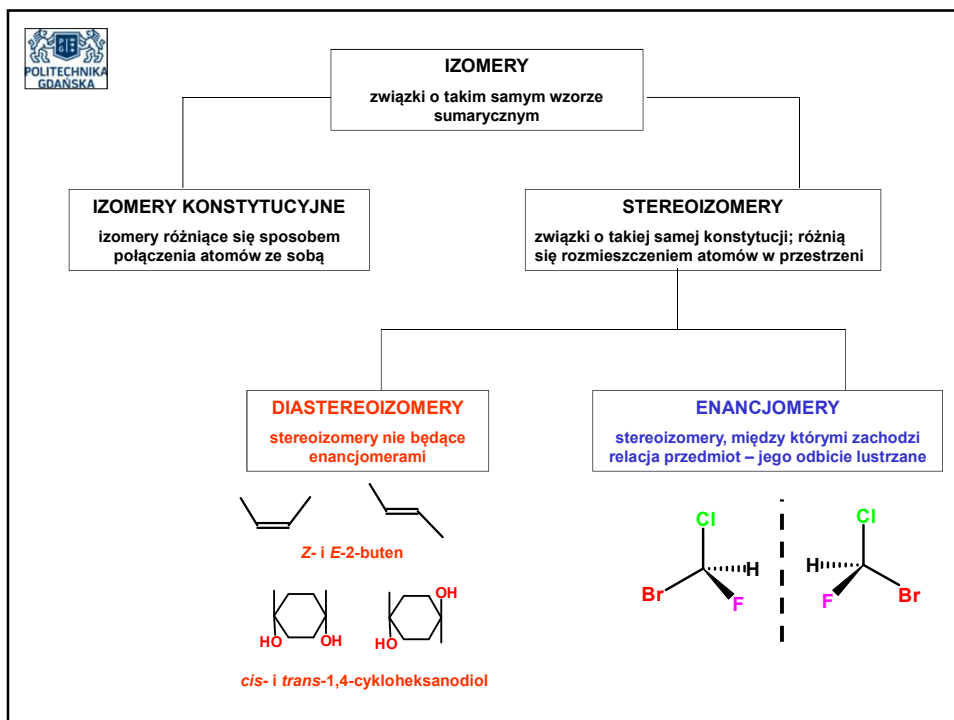 POLITECHNIKA
GDAŃSKA
IZOMERY
związki o takim samym wzorze
sumarycznym
IZOMERY KONSTYTUCYJNE
izomery różniące się sposobem
połączenia atomów ze sobą
STEREOIZOMERY
związki o takiej samej konstytucji; różnią
się rozmieszczeniem atomów w przestrzeni
DIASTEREOIZOMERY
stereoizomery nie będące
enancjomerami
ENANCJOMERY
stereoizomery, między którymi zachodzi
relacja przedmiot – jego odbicie lustrzane
Z- i E-2-buten
HO OH
OH
HO
cis- i trans-1,4-cykloheksanodiol
Cl
H
Br
F
Cl
H
F
Br